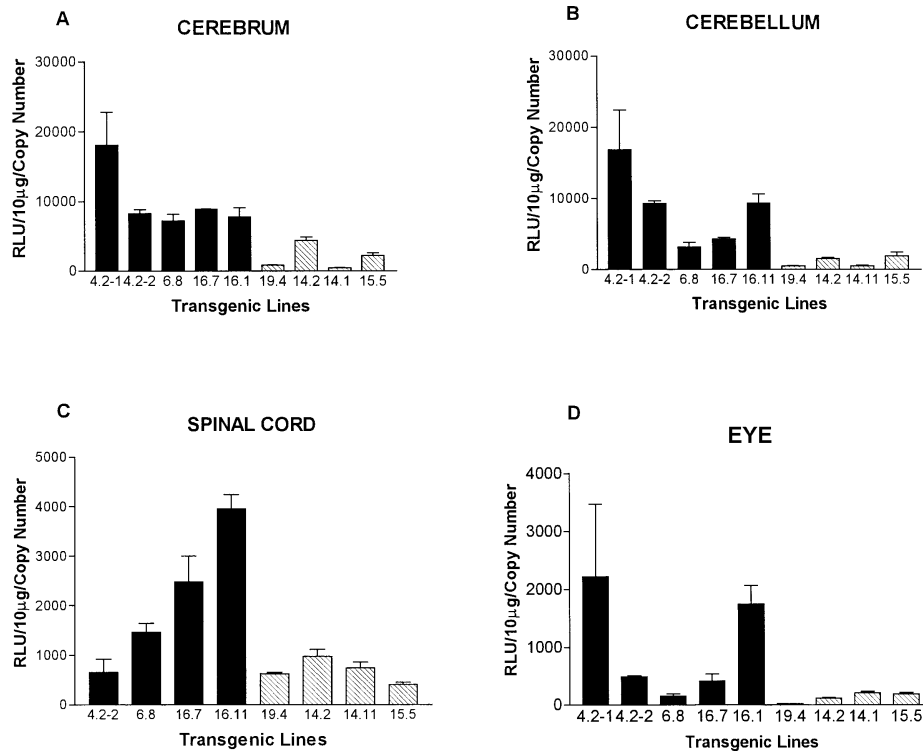 A
CEREBRUM
RLU/10µg/Copy Number
30000
20000
10000
0
4.2-1 4.2-2 6.8 16.7 16.1 19.4 14.2 14.1 15.5
Transgenic Lines
B
CEREBELLUM
RLU/10µg/Copy Number
30000
20000
10000
0
4.2-1 4.2-2 6.8 16.7 16.11 19.4 14.2 14.11 15.5
Transgenic Lines
C
SPINAL CORD
RLU/10µg/Copy Number
5000
4000
3000
2000
1000
0
4.2-2 6.8 16.7 16.11 19.4 14.2 14.11 15.5
Transgenic Lines
D
EYE
RLU/10µg/Copy Number
4000
3000
2000
1000
0
4.2-1 4.2-2 6.8 16.7 16.1 19.4 14.2 14.1 15.5
Transgenic Lines